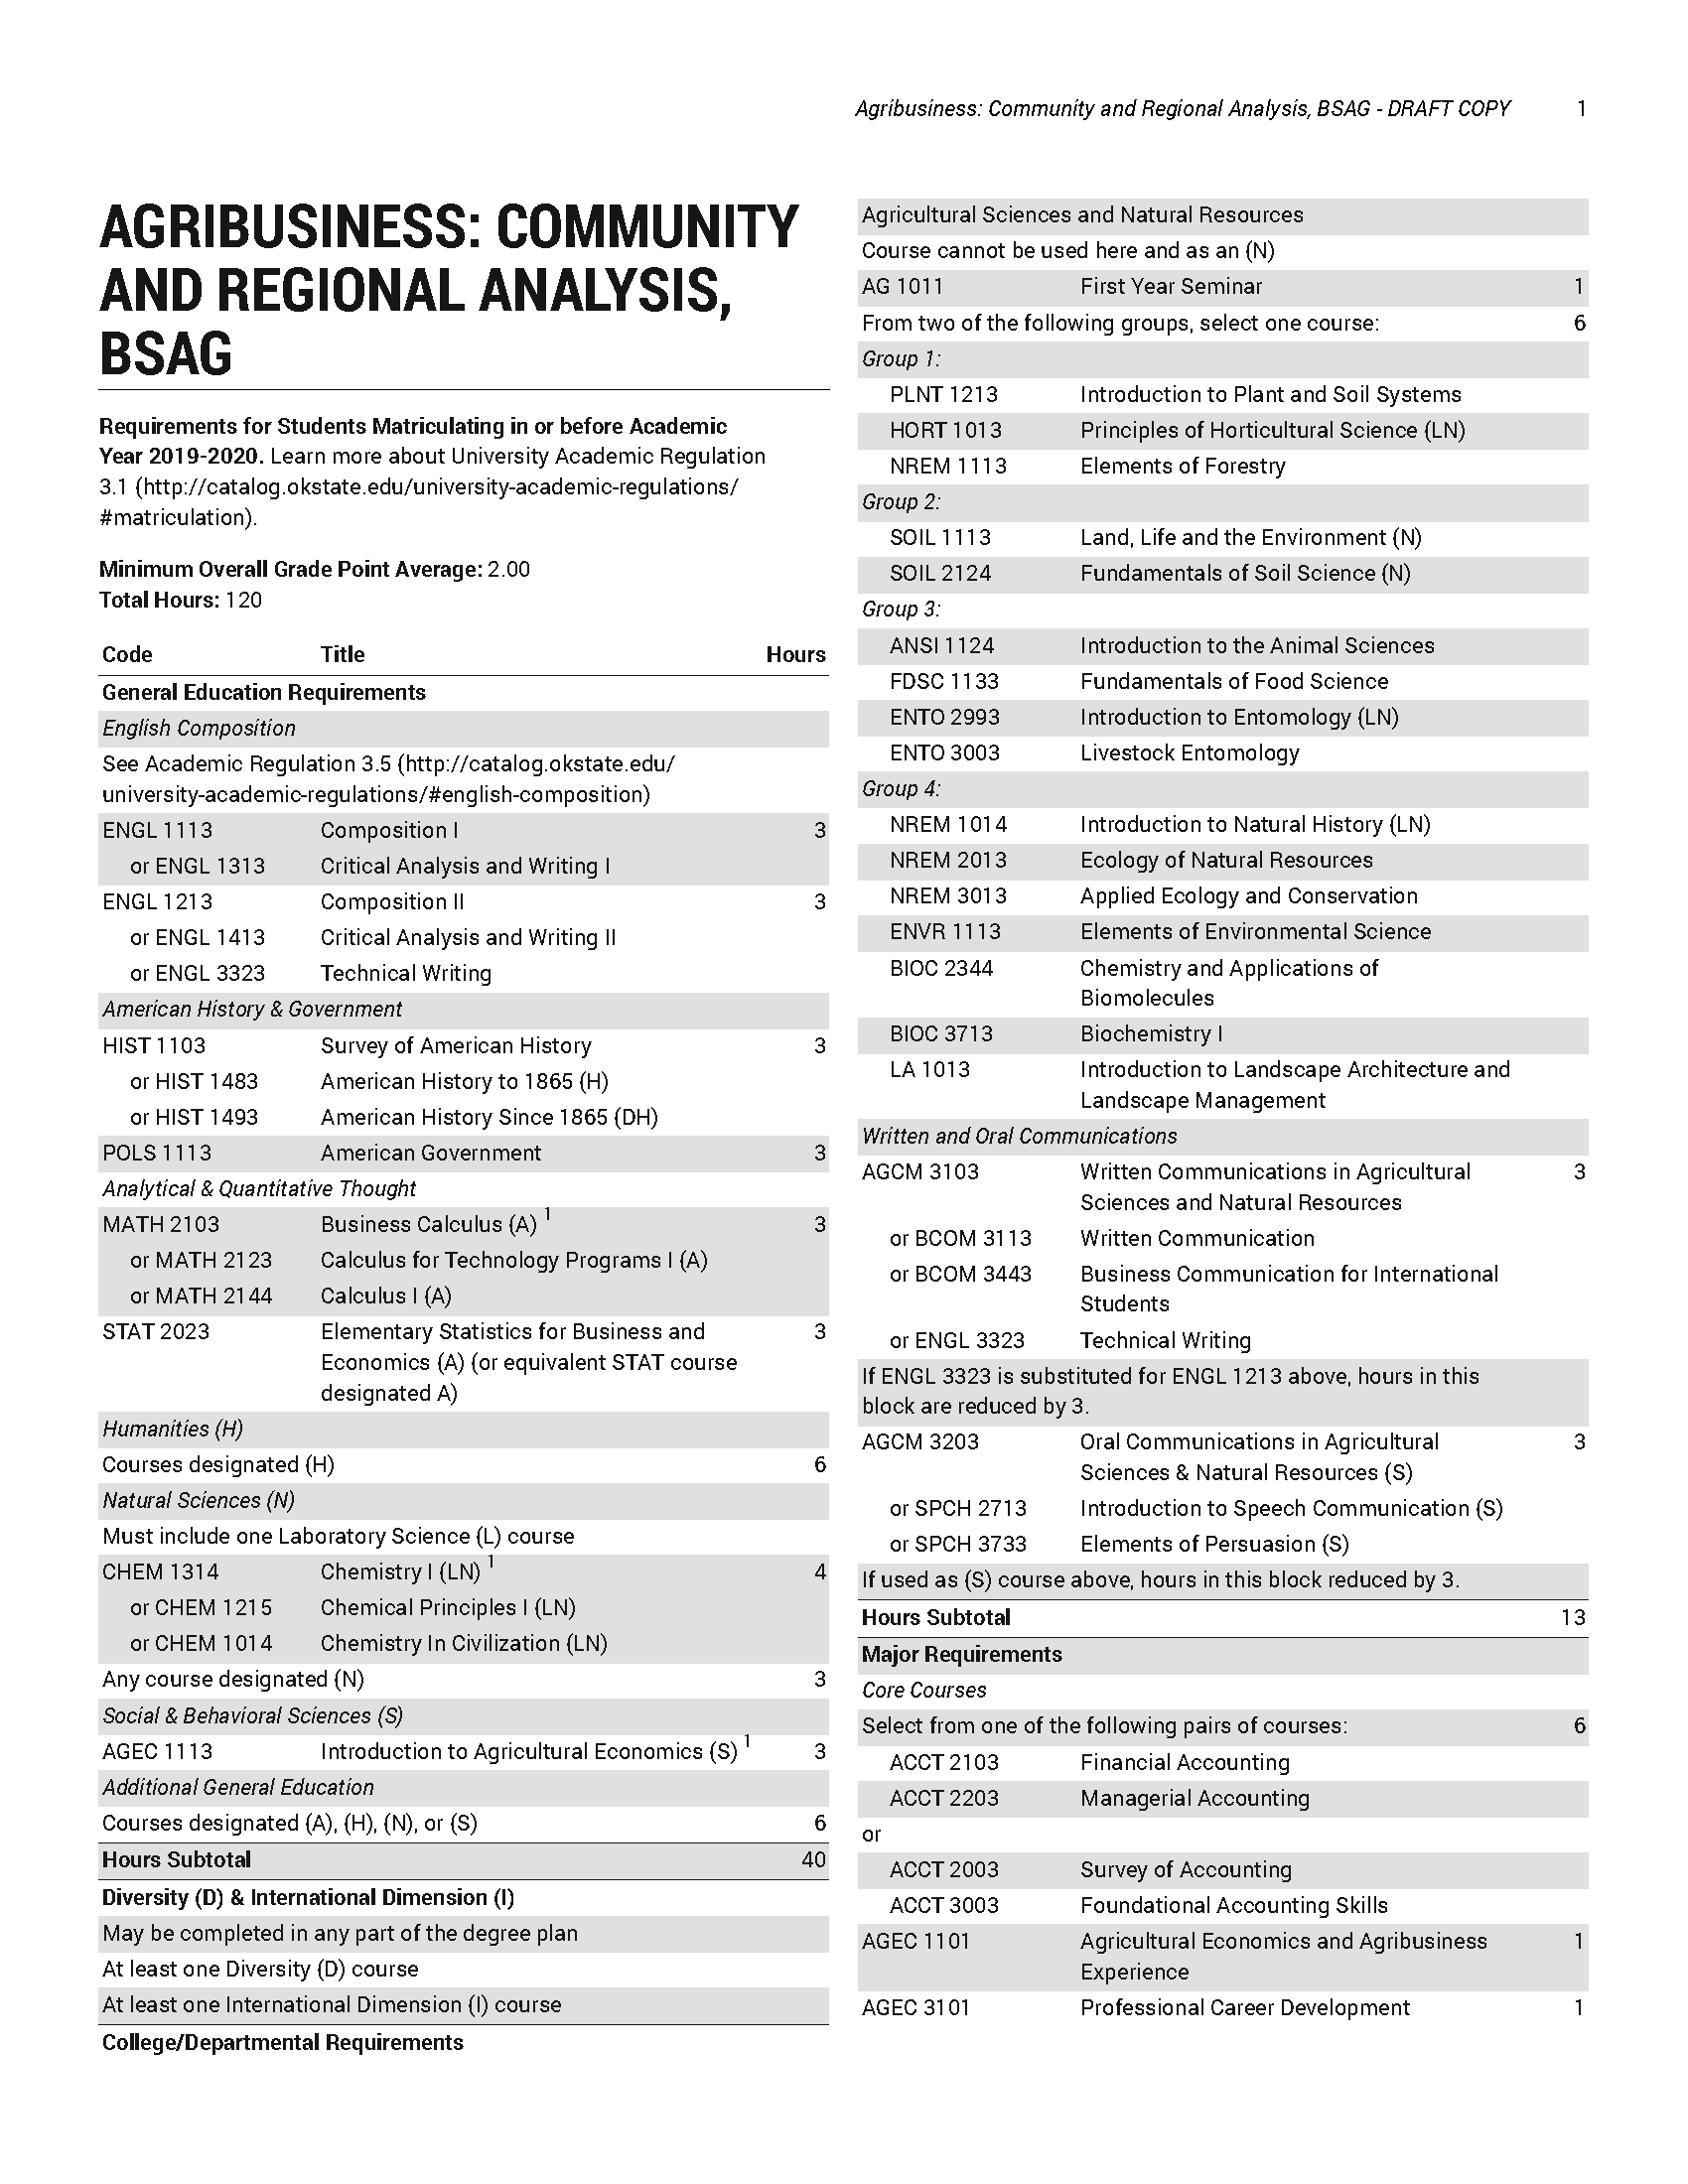 Agribusiness: Community and Regional Analysis, BSAG - DRAFT COPY 1
AGRIBUSINESS: COMMUNITY
AND REGIONAL ANALYSIS,
BSAG
Requirements for Students Matriculating in or before Academic
Year 2019-2020. Learn more about University Academic Regulation
3.1 (http://catalog.okstate.edu/university-academic-regulations/
#matriculation).
Minimum Overall Grade Point Average: 2.00
Total Hours: 120
Code Title Hours
General Education Requirements
English Composition
See Academic Regulation 3.5 (http://catalog.okstate.edu/
university-academic-regulations/#english-composition)
ENGL 1113 Composition I 3
or ENGL 1313 Critical Analysis and Writing I
ENGL 1213 Composition II 3
or ENGL 1413 Critical Analysis and Writing II
or ENGL 3323 Technical Writing
American History & Government
HIST 1103 Survey of American History 3
or HIST 1483 American History to 1865 (H)
or HIST 1493 American History Since 1865 (DH)
POLS 1113 American Government 3
Analytical & Quantitative Thought
MATH 2103 Business Calculus (A) 1 3
or MATH 2123 Calculus for Technology Programs I (A)
or MATH 2144 Calculus I (A)
STAT 2023 Elementary Statistics for Business and 3
Economics (A) (or equivalent STAT course
designated A)
Humanities (H)
Courses designated (H) 6
Natural Sciences (N)
Must include one Laboratory Science (L) course
CHEM 1314 Chemistry I (LN) 1 4
or CHEM 1215 Chemical Principles I (LN)
or CHEM 1014 Chemistry In Civilization (LN)
Any course designated (N) 3
Social & Behavioral Sciences (S)
AGEC 1113 Introduction to Agricultural Economics (S) 1 3
Additional General Education
Courses designated (A), (H), (N), or (S) 6
Hours Subtotal 40
Diversity (D) & International Dimension (I)
May be completed in any part of the degree plan
At least one Diversity (D) course
At least one International Dimension (I) course
College/Departmental Requirements
Agricultural Sciences and Natural Resources
Course cannot be used here and as an (N)
AG 1011 First Year Seminar 1
From two of the following groups, select one course: 6
Group 1:
PLNT 1213 Introduction to Plant and Soil Systems
HORT 1013 Principles of Horticultural Science (LN)
NREM 1113 Elements of Forestry
Group 2:
SOIL 1113 Land, Life and the Environment (N)
SOIL 2124 Fundamentals of Soil Science (N)
Group 3:
ANSI 1124 Introduction to the Animal Sciences
FDSC 1133 Fundamentals of Food Science
ENTO 2993 Introduction to Entomology (LN)
ENTO 3003 Livestock Entomology
Group 4:
NREM 1014 Introduction to Natural History (LN)
NREM 2013 Ecology of Natural Resources
NREM 3013 Applied Ecology and Conservation
ENVR 1113 Elements of Environmental Science
BIOC 2344 Chemistry and Applications of
Biomolecules
BIOC 3713 Biochemistry I
LA 1013 Introduction to Landscape Architecture and
Landscape Management
Written and Oral Communications
AGCM 3103 Written Communications in Agricultural 3
Sciences and Natural Resources
or BCOM 3113 Written Communication
or BCOM 3443 Business Communication for International
Students
or ENGL 3323 Technical Writing
If ENGL 3323 is substituted for ENGL 1213 above, hours in this
block are reduced by 3.
AGCM 3203 Oral Communications in Agricultural 3
Sciences & Natural Resources (S)
or SPCH 2713 Introduction to Speech Communication (S)
or SPCH 3733 Elements of Persuasion (S)
If used as (S) course above, hours in this block reduced by 3.
Hours Subtotal 13
Major Requirements
Core Courses
Select from one of the following pairs of courses: 6
ACCT 2103 Financial Accounting
ACCT 2203 Managerial Accounting
or
ACCT 2003 Survey of Accounting
ACCT 3003 Foundational Accounting Skills
AGEC 1101 Agricultural Economics and Agribusiness 1
Experience
AGEC 3101 Professional Career Development 1